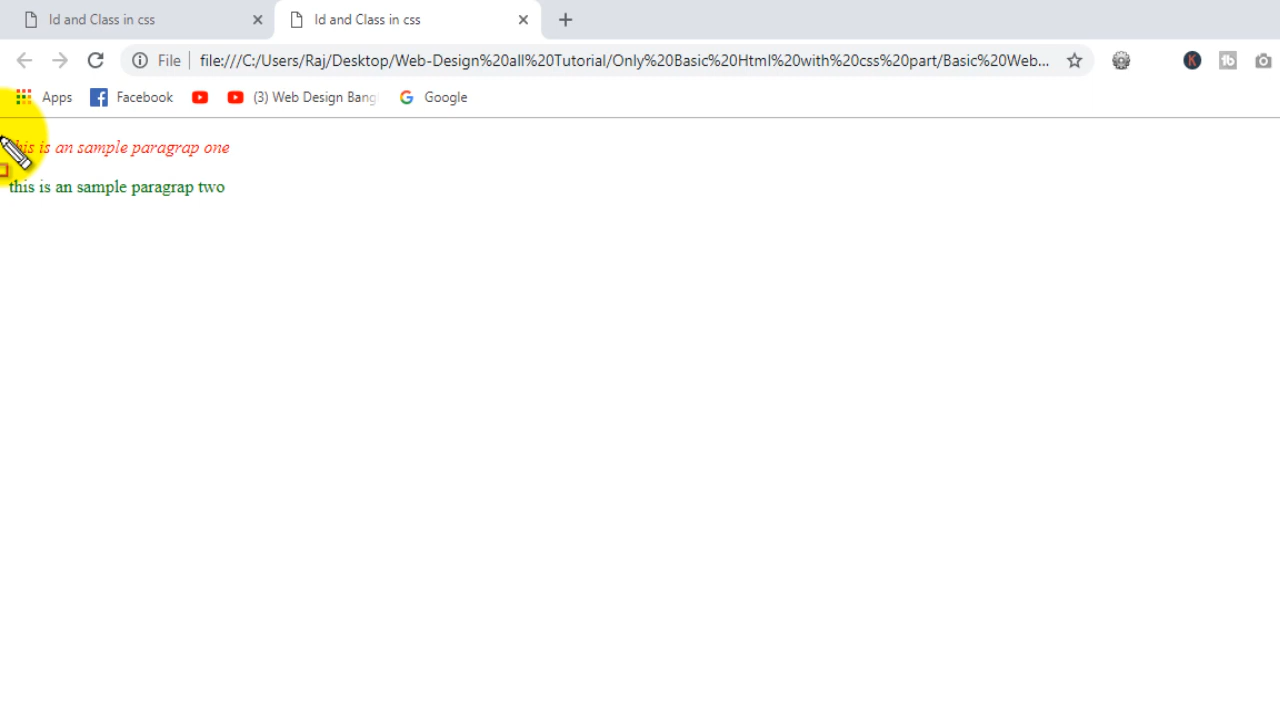 Id and Class in css
Id and Class in css
File
file:///C:/Users/Raj/Desktop/Web-Design%20all%20Tutorial/Only%20Basic%20Html%20with%20css%20part/Basic%20Web...
K
Apps
Facebook
(3) Web Design Bang
Google
this is an sample paragrap one
this is an sample paragrap two